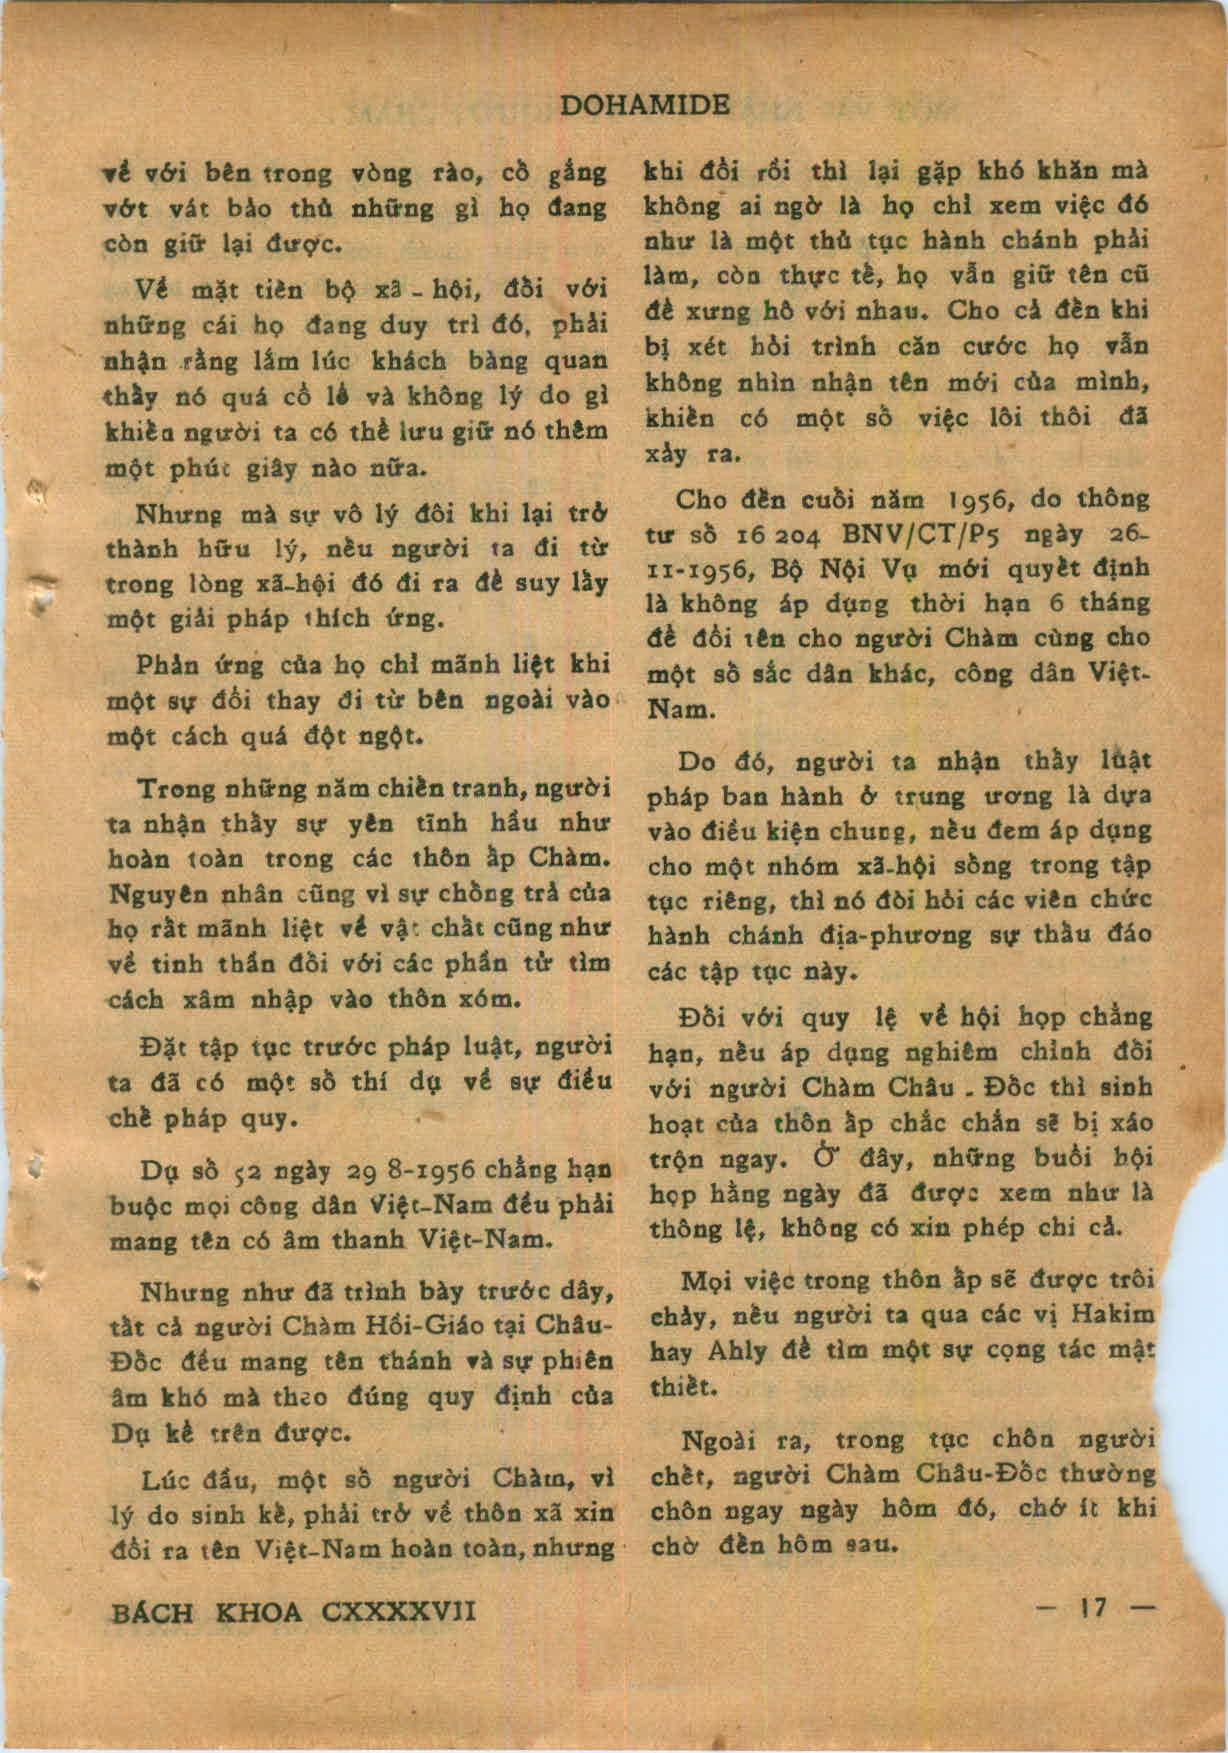 DOHAMIDE
về với bên trong vòng rào, cố gắng
vớt vát bảo thủ những gì họ đang
còn giữ lại được.
Về mặt tiến bộ xã-hội, đối với
những cái họ đang duy trì đó, phải
nhận rằng lắm lúc khách bàng quan
thấy nó quá cổ lỗ và không lý do gì
khiến người ta có thể lưu giữ nó thêm
một phút giây nào nữa.
Nhưng mà sự vô lý đôi khi lại trở
thành hữu lý, nếu người ta đi từ
trong lòng xã-hội đó đi ra để suy lấy
một giải pháp thích ứng.
Phản ứng của họ chỉ mãnh liệt khi
một sự đổi thay đi từ bên ngoài vào
một cách quá đột ngột.
Trong những năm chiến tranh, người
ta nhận thấy sự yên tĩnh hầu như
hoàn toàn trong các thôn ấp Chàm.
Nguyên nhân cũng vì sự chống trả của
họ rất mãnh liệt về vật chất cũng như
về tinh thần đối với các phần tử tìm
cách xâm nhập vào thôn xóm.
Đặt tập tục trước pháp luật, người
ta đã có một số thí dụ về sự điều
chế pháp quy.
Dụ số 52 ngày 29 8-1956 chẳng hạn
buộc mọi công dân Việt-Nam đều phải
mang tên có âm thanh Việt-Nam.
Nhưng như đã trình bày trước dây,
tất cả người Chàm Hồi-Giáo tại Châu-
Đốc đều mang tên thánh và sự phiên
âm khó mà theo đúng quy định của
Dụ kể trên được.
Lúc đầu, một số người Chàm, vì
lý do sinh kế, phải trở về thôn xã xin
đổi ra tên Việt-Nam hoàn toàn, nhưng
khi đổi rồi thì lại gặp khó khăn mà
không ai ngờ là họ chỉ xem việc đó
như là một thủ tục hành chánh phải
làm, còn thực tế, họ vẫn giữ tên cũ
để xưng hô với nhau. Cho cả đến khi
bị xét hỏi trình căn cước họ vẫn
không nhìn nhận tên mới của mình,
khiến có một số việc lôi thôi đã
xảy ra.
Cho đến cuối năm 1956, do thông
tư số 16 204 BNV/CT/P5 ngày 26-
11-1956, Bộ Nội Vụ mới quyết định
là không áp dụng thời hạn 6 tháng
để đổi tên cho người Chàm cùng cho
một số sắc dân khác, công dân Việt-
Nam.
Do đó, người ta nhận thấy luật
pháp ban hành ở trung ương là dựa
vào điều kiện chung, nếu đem áp dụng
cho một nhóm xã-hội sống trong tập
tục riêng, thì nó đòi hỏi các viên chức
hành chánh địa-phương sự thấu đáo
các tập tục này.
Đối với quy lệ về hội họp chẳng
hạn, nếu áp dụng nghiêm chỉnh đối
với người Chàm Châu-Đốc thì sinh
hoạt của thôn ấp chắc chắn sẽ bị xáo
trộn ngay. Ở đây, những buổi hội
họp hằng ngày đã được xem như là
thông lệ, không có xin phép chi cả.
Mọi việc trong thôn ấp sẽ được trôi
chảy, nếu người ta qua các vị Hakim
hay Ahly để tìm một sự cọng tác mật
thiết.
Ngoài ra, trong tục chôn người
chết, người Chàm Châu-Đốc thường
chôn ngay ngày hôm đó, chớ ít khi
chờ đến hôm sau.
BÁCH KHOA CXXXXVII
— 17 —